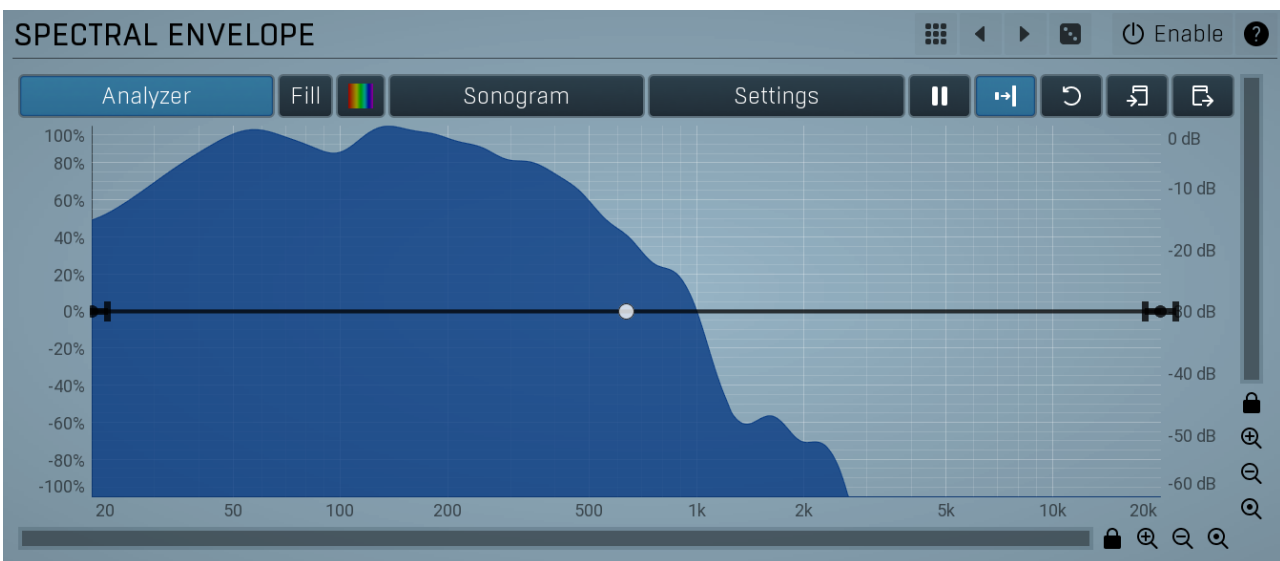 SPECTRAL ENVELOPE Enable ?
Analyzer Fill Sonogram Settings
100% 0 dB
80%
60% -10 dB
40%
20% -20 dB
0% -30 dB
-20%
-40% -40 dB
-60%
-80% -50 dB
-100% -60 dB
20 50 100 200 500 1k 2k 5k 10k 20k